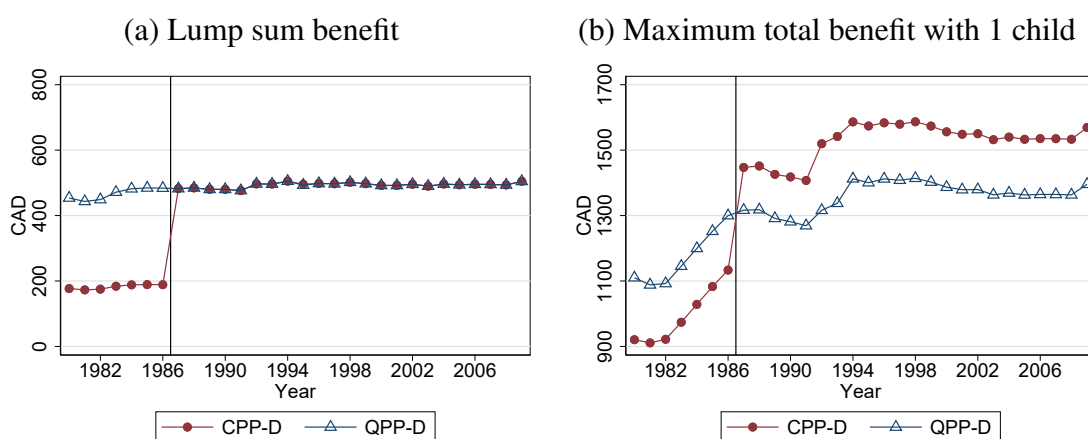 (a) Lump sum benefit
800
600
400
200
0
CAD
1982 1986 1990 1994 1998 2002 2006
Year
CPP-D QPP-D
(b) Maximum total benefit with 1 child
1700
1500
1300
1100
900
CAD
1982 1986 1990 1994 1998 2002 2006
Year
CPP-D QPP-D